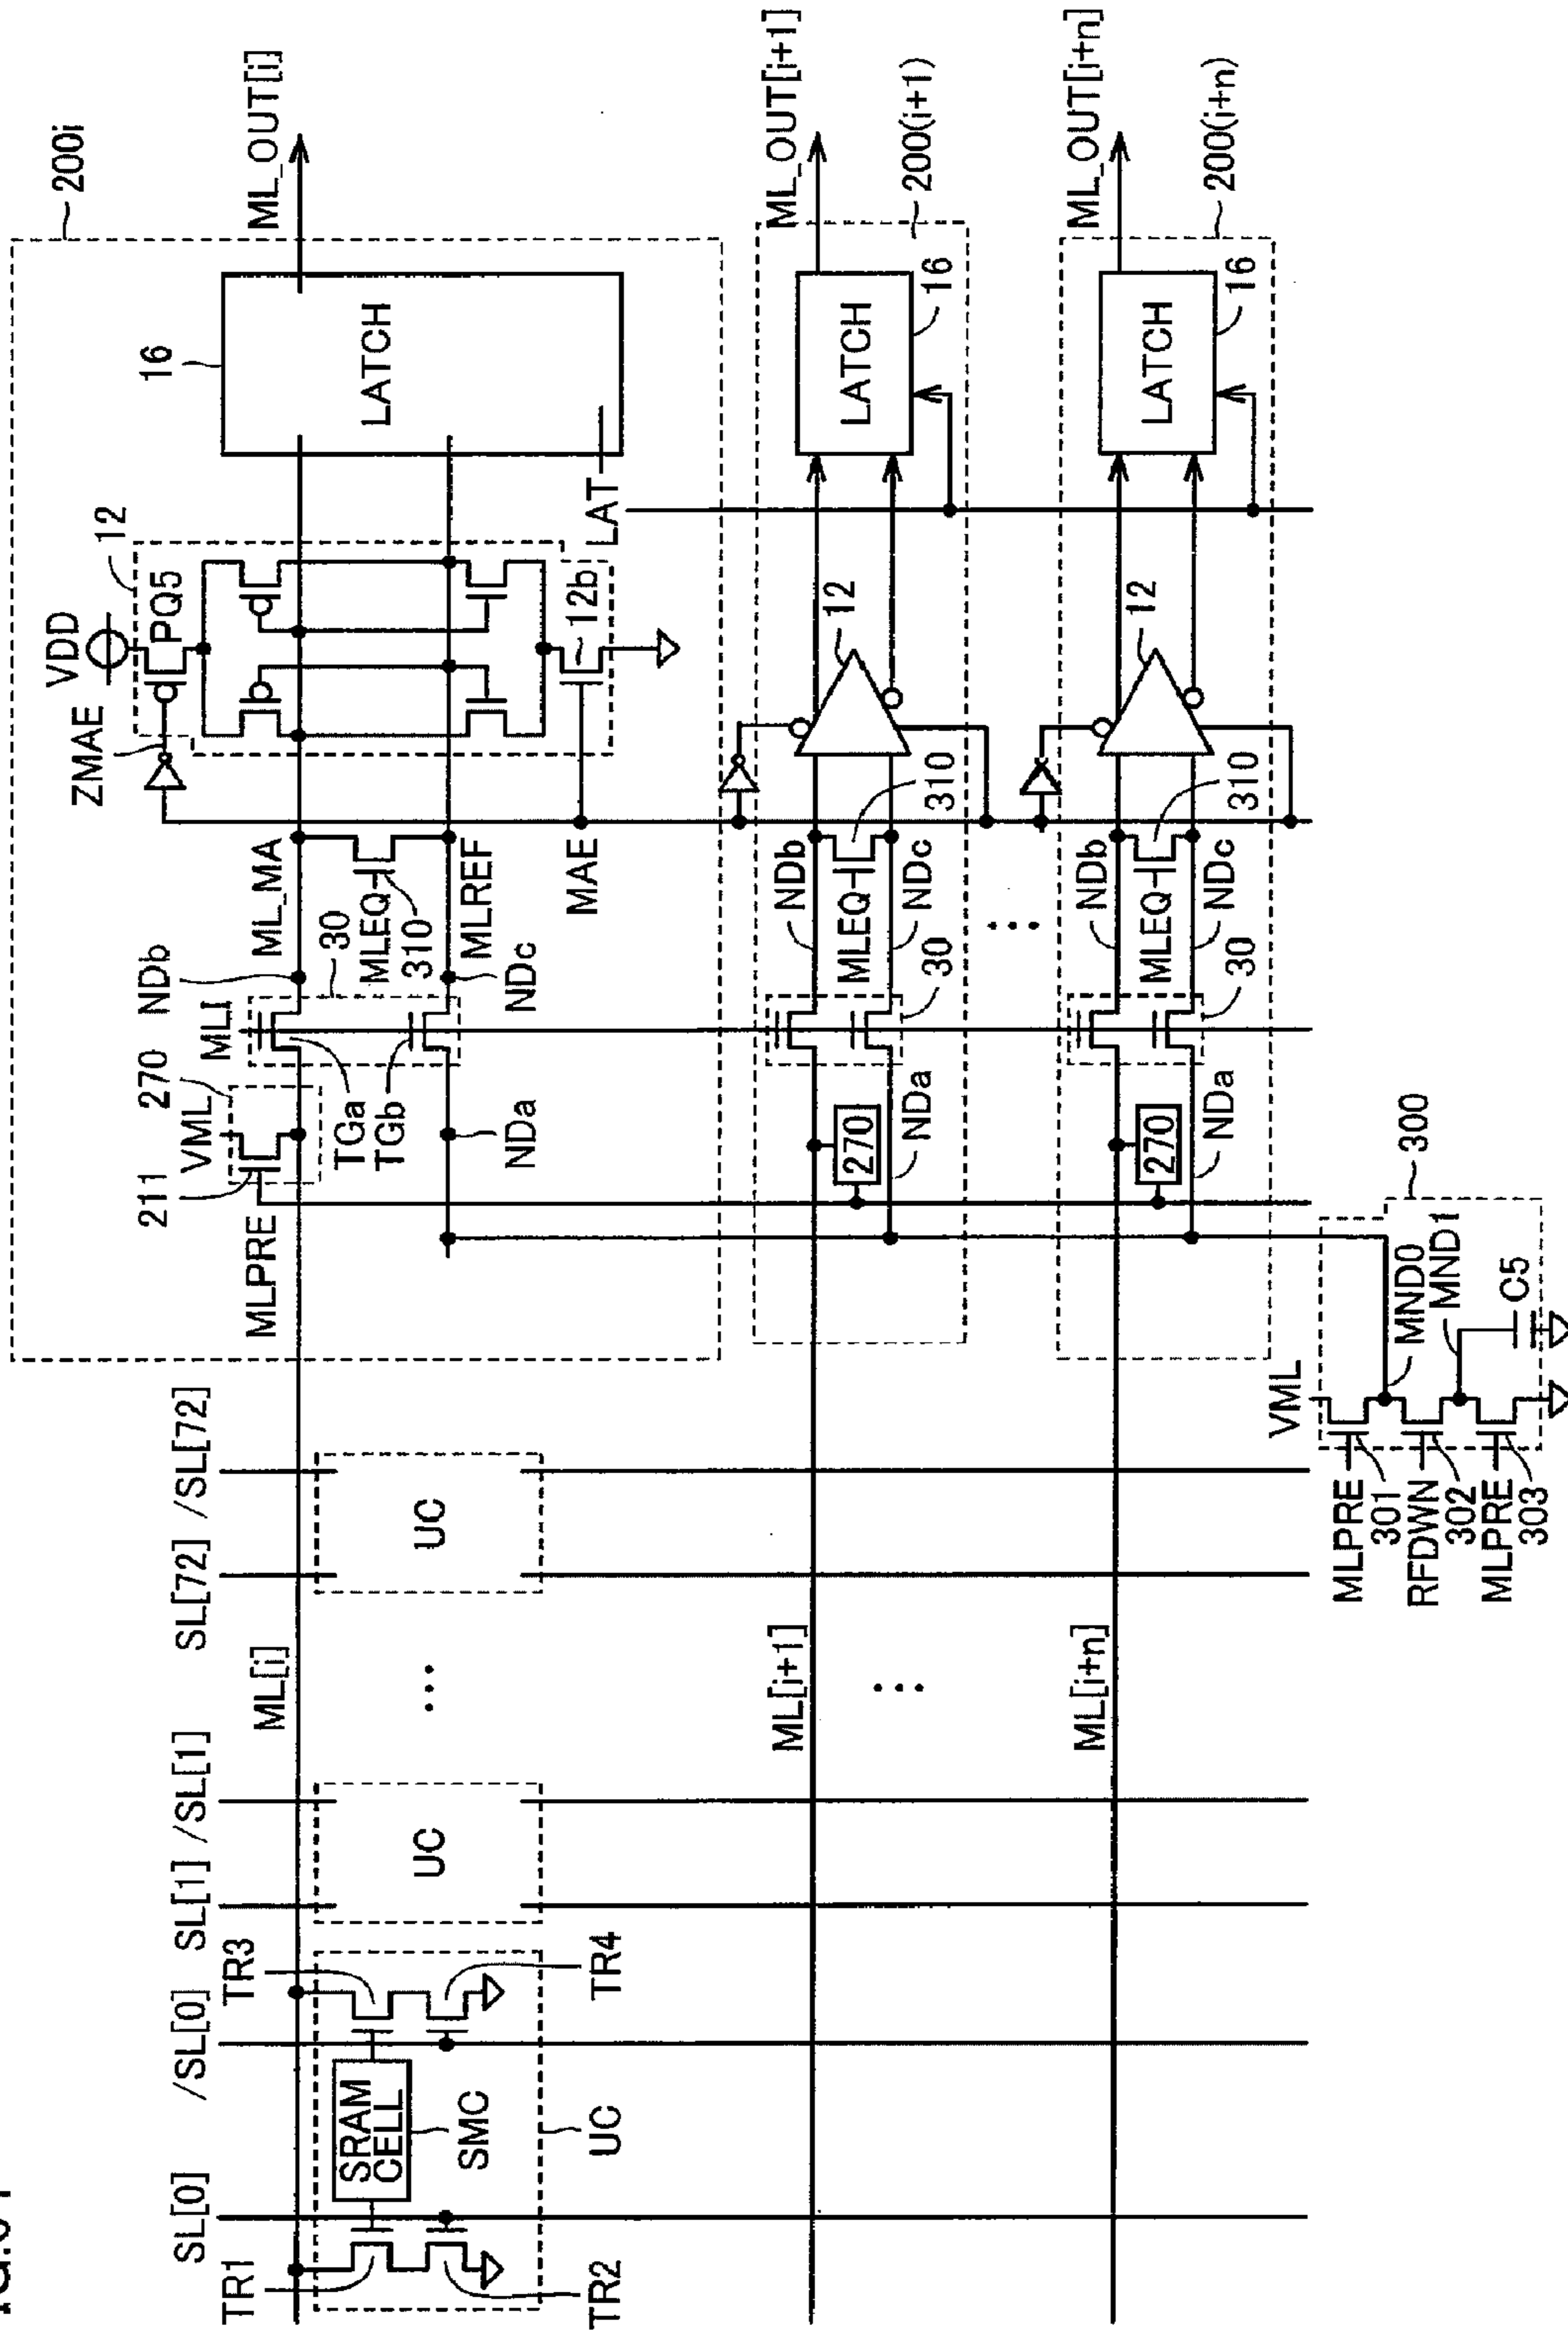 200i
ML_OUT[i]
16
LATCH
LAT
12
VDD
PQ5
ZMAE
12b
ML_MA
MLEQ
310
MLREF
MAE
NDb
MLI
30
NDc
270
VML
TGa
TGb
NDa
211
MLPRE
ML_OUT[i+1]
200(i+1)
LATCH
16
12
310
NDb
MLEQ
NDc
30
270
NDa
...
ML_OUT[i+n]
200(i+n)
LATCH
16
12
310
NDb
MLEQ
NDc
30
270
NDa
300
VML
MND0
MND1
C5
MLPRE
301
RFDWN
302
MLPRE
303
SL[0]
/SL[0]
SL[1]
/SL[1]
SL[72]
/SL[72]
ML[i]
TR1
TR2
SRAM
CELL
SMC
UC
TR3
TR4
UC
...
UC
ML[i+1]
...
ML[i+n]